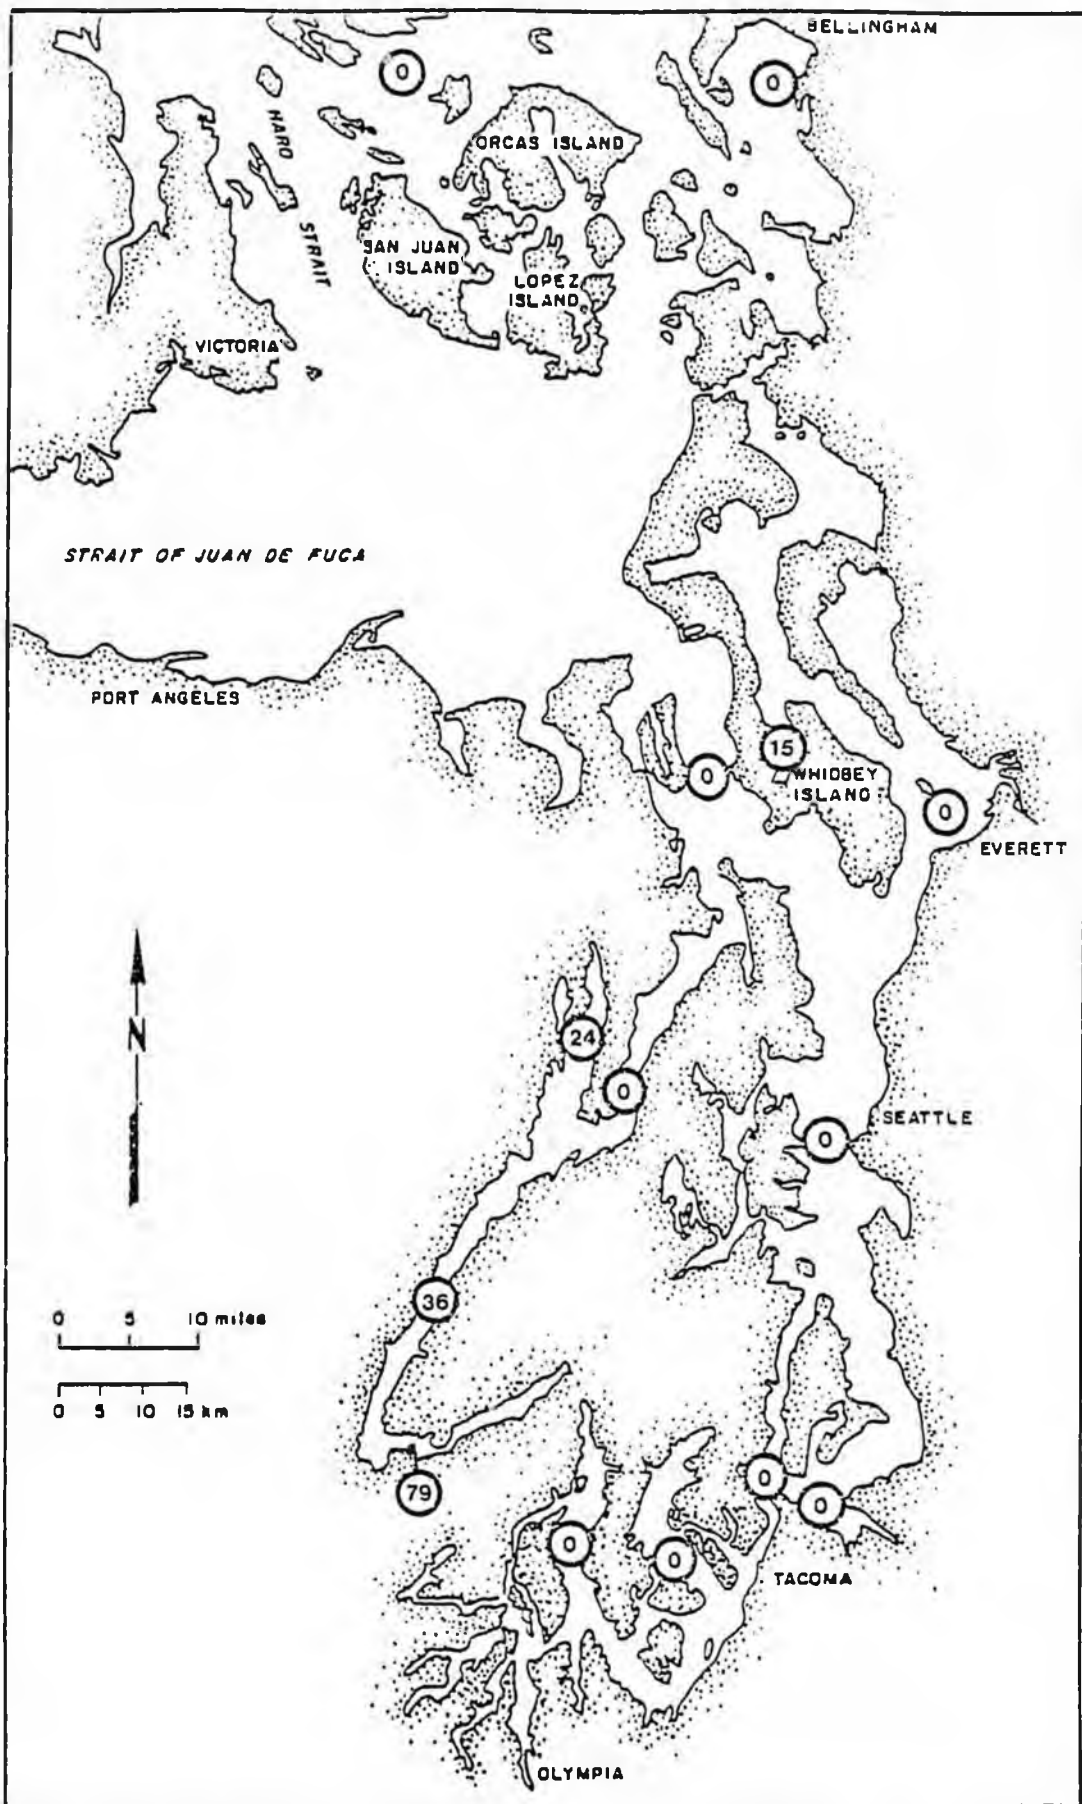 BELLINGHAM
0
0
HARO
STRAIT
ORCAS ISLAND
SAN JUAN
ISLAND
LOPEZ
ISLAND
VICTORIA
STRAIT OF JUAN DE FUCA
PORT ANGELES
15
0
WHIDBEY
ISLAND
0
EVERETT
N
24
0
SEATTLE
0
36
0 5 10 miles
0 5 10 15 km
79
0
0
0
0
TACOMA
OLYMPIA